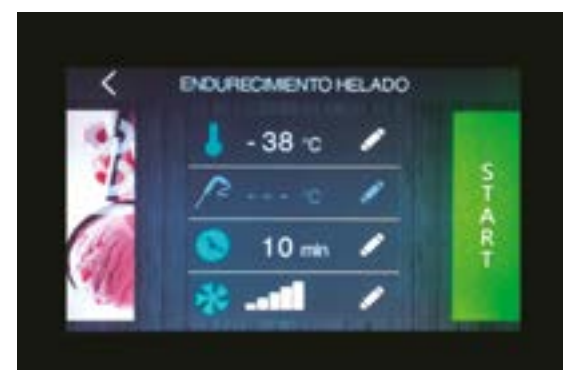 ENDURECIMIENTO HELADO
- 38 °C
- - - °C
10 min
START